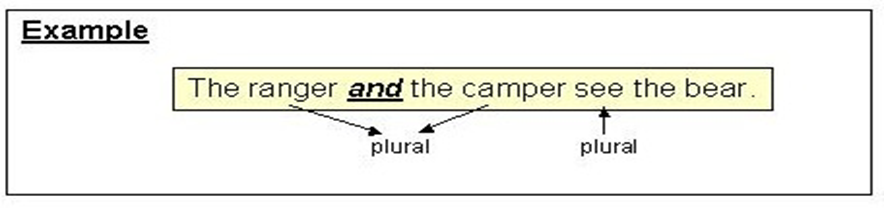 Example
The ranger and the camper see the bear.
plural plural